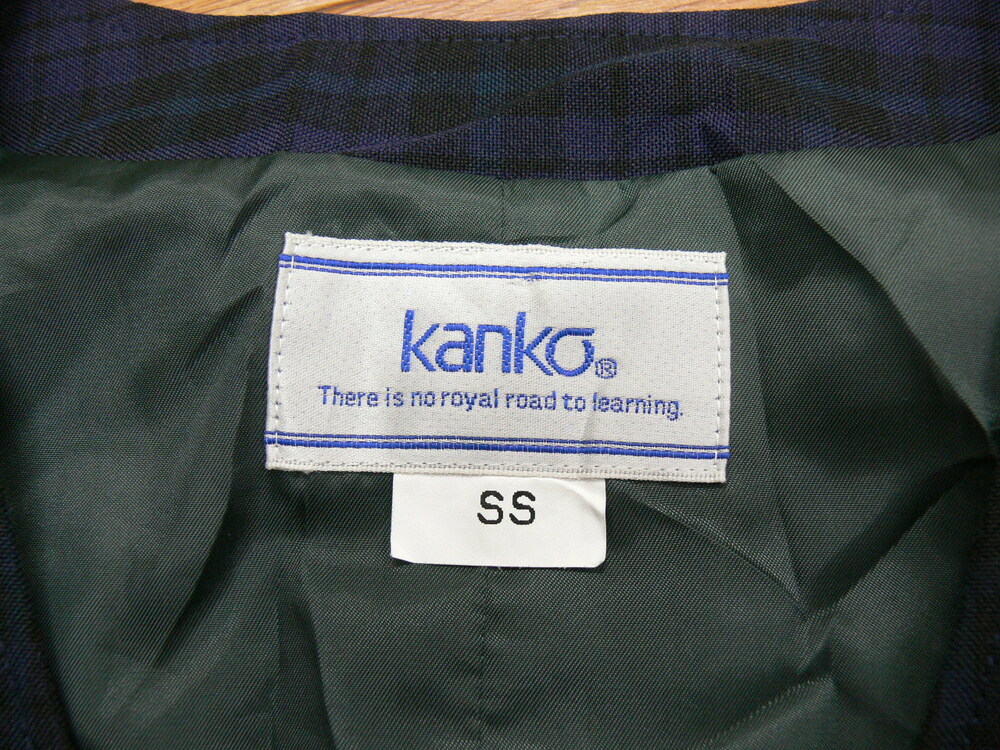 kanko®
There is no royal road to learning.
SS